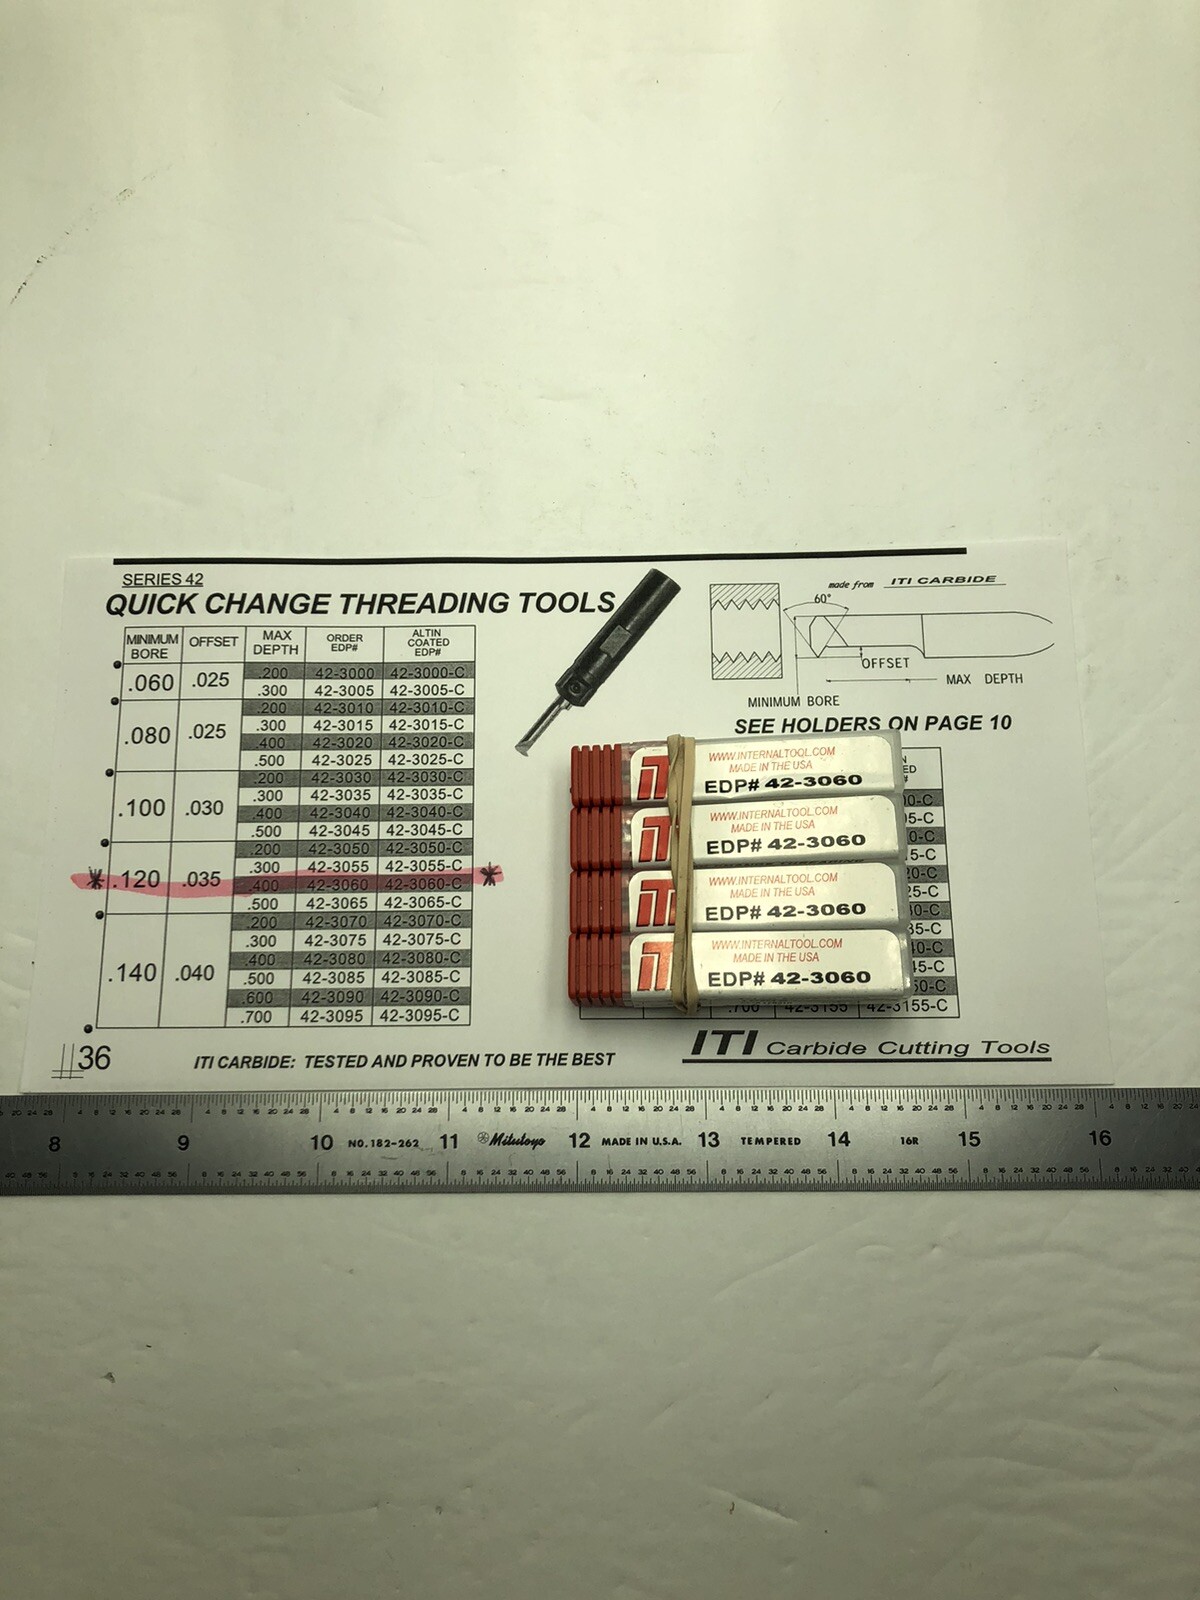 SERIES 42
QUICK CHANGE THREADING TOOLS
MINIMUM BORE OFFSET MAX DEPTH ORDER EDP# ALTIN COATED EDP#
.060 .025 .200 42-3000 42-3000-C
.300 42-3005 42-3005-C
.080 .025 .200 42-3010 42-3010-C
.300 42-3015 42-3015-C
.400 42-3020 42-3020-C
.500 42-3025 42-3025-C
.100 .030 .200 42-3030 42-3030-C
.300 42-3035 42-3035-C
.400 42-3040 42-3040-C
.500 42-3045 42-3045-C
.120 .035 .200 42-3050 42-3050-C
.300 42-3055 42-3055-C
.400 42-3060 42-3060-C
.500 42-3065 42-3065-C
.140 .040 .200 42-3070 42-3070-C
.300 42-3075 42-3075-C
.400 42-3080 42-3080-C
.500 42-3085 42-3085-C
.600 42-3090 42-3090-C
.700 42-3095 42-3095-C
made from ITI CARBIDE
60°
OFFSET
MAX DEPTH
MINIMUM BORE
SEE HOLDERS ON PAGE 10
WWW.INTERNALTOOL.COM
MADE IN THE USA
EDP# 42-3060
WWW.INTERNALTOOL.COM
MADE IN THE USA
EDP# 42-3060
WWW.INTERNALTOOL.COM
MADE IN THE USA
EDP# 42-3060
WWW.INTERNALTOOL.COM
MADE IN THE USA
EDP# 42-3060
.700 42-3155 42-3155-C
36
ITI CARBIDE: TESTED AND PROVEN TO BE THE BEST
ITI Carbide Cutting Tools
8 9 10 NO. 182-262 11 Mitutoyo 12 MADE IN U.S.A. 13 TEMPERED 14 16R 15 16